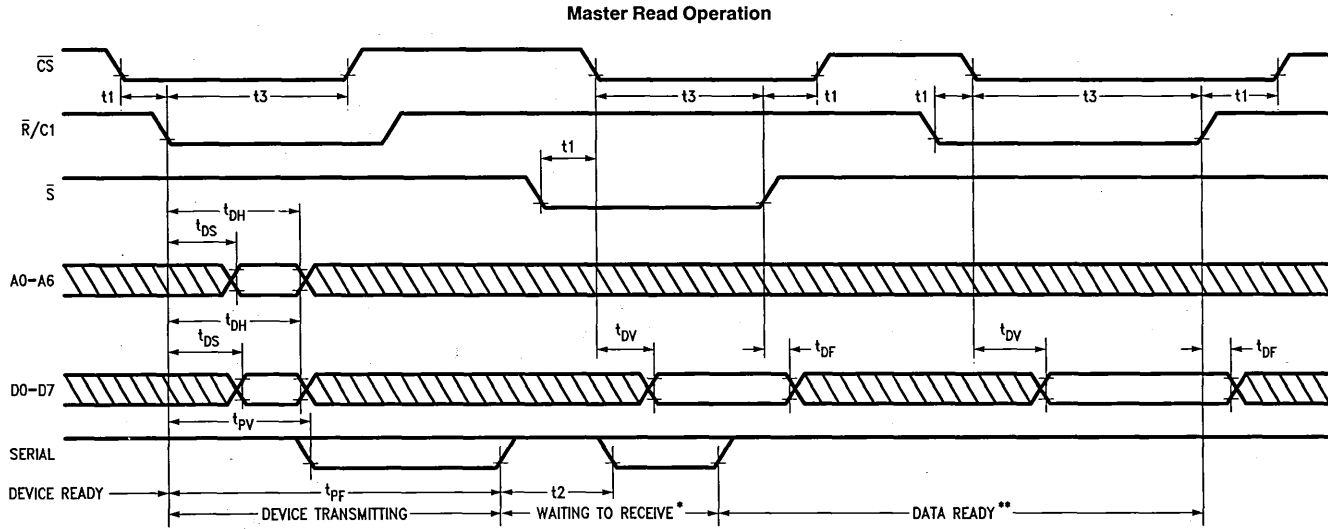 Master Read Operation
CS
t1 t3 t3 t1 t1 t3 t1
R/C1
t1
S
tDH
tDS
A0-A6
tDH
tDS tDV tDF tDV tDF
D0-D7
tPV
SERIAL
DEVICE READY tPF t2
DEVICE TRANSMITTING WAITING TO RECEIVE* DATA READY**